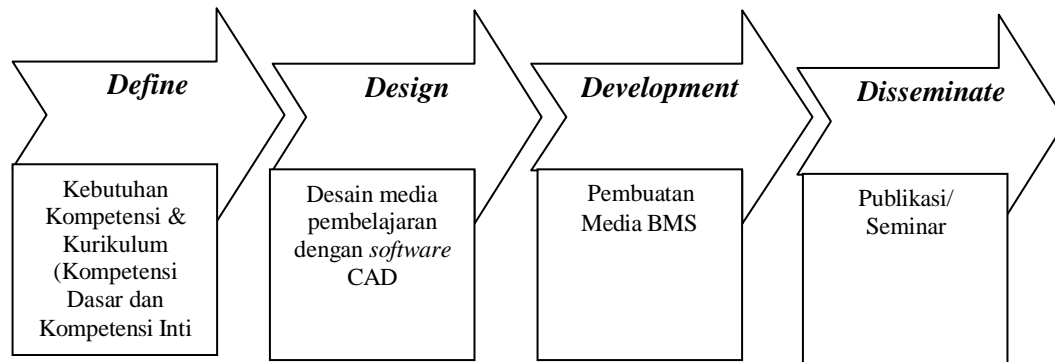 Define
Kebutuhan
Kompetensi &
Kurikulum
(Kompetensi
Dasar dan
Kompetensi Inti
Design
Desain media
pembelajaran
dengan software
CAD
Development
Pembuatan
Media BMS
Disseminate
Publikasi/
Seminar